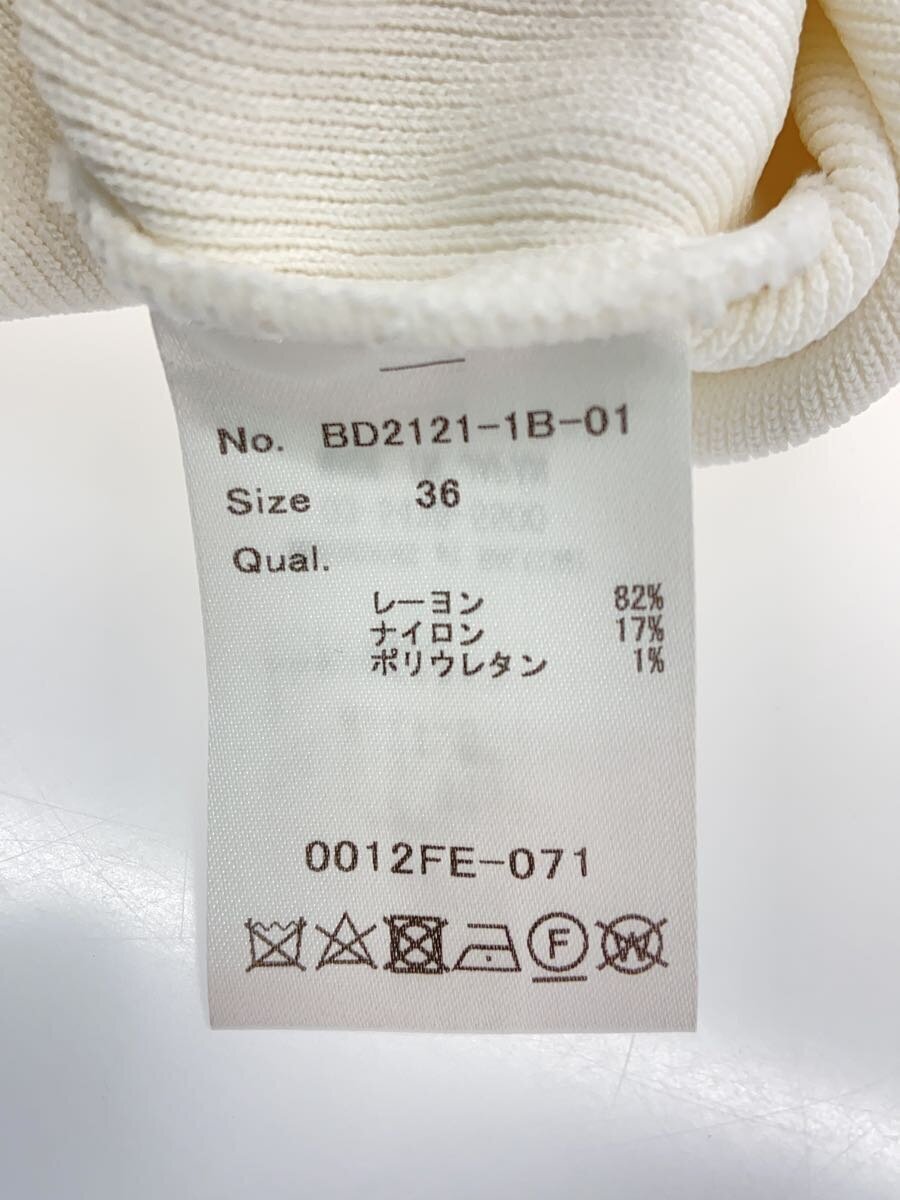 No. BD2121-1B-01
Size 36
Qual.
レーヨン 82%
ナイロン 17%
ポリウレタン 1%
0012FE-071
F W